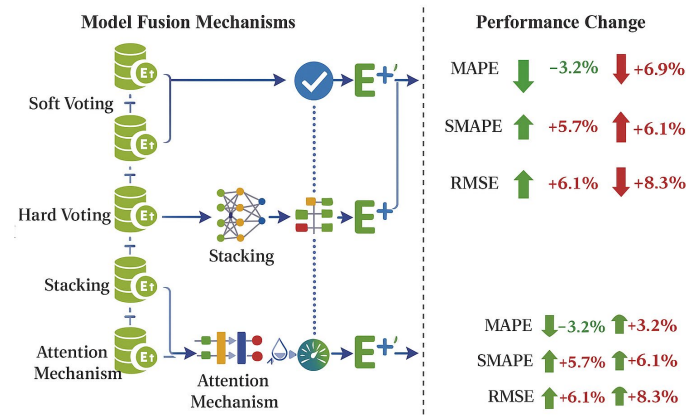 Model Fusion Mechanisms
Performance Change
Soft Voting
Hard Voting
Stacking
Attention
Mechanism
E↑
E↑
E↑
E↑
E↑
Stacking
Attention
Mechanism
E+′
E+
E+′
MAPE ↓ −3.2% ↓ +6.9%
SMAPE ↑ +5.7% ↑ +6.1%
RMSE ↑ +6.1% ↓ +8.3%
MAPE ↓ −3.2% ↑ +3.2%
SMAPE ↑ +5.7% ↑ +6.1%
RMSE ↑ +6.1% ↑ +8.3%